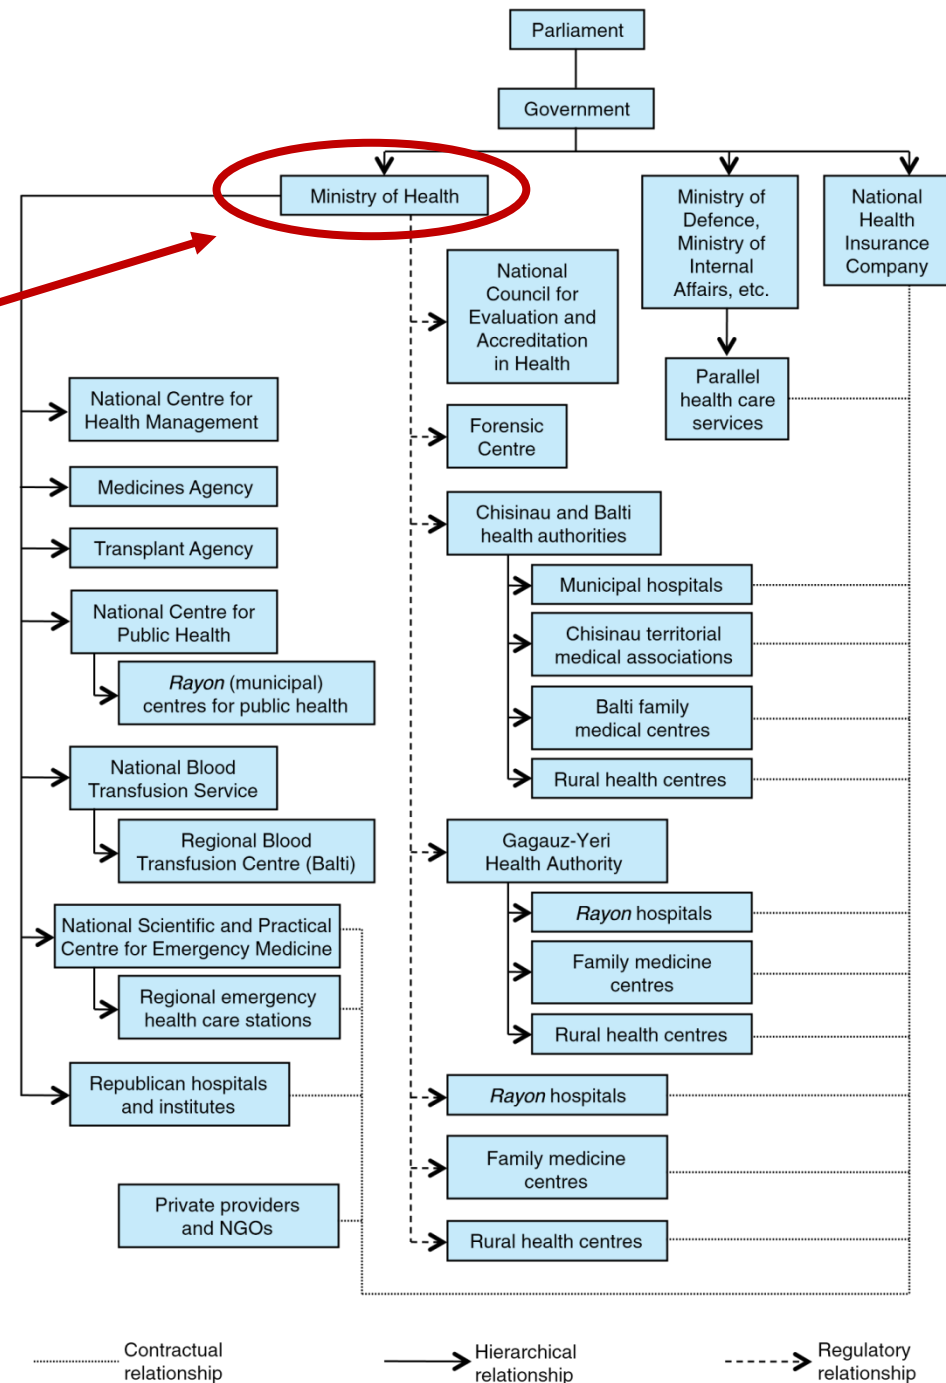 Parliament
Government
Ministry of Health
Ministry of
Defence,
Ministry of
Internal
Affairs, etc.
National
Health
Insurance
Company
National
Council for
Evaluation and
Accreditation
in Health
Parallel
health care
services
National Centre for
Health Management
Forensic
Centre
Medicines Agency
Chisinau and Balti
health authorities
Transplant Agency
Municipal hospitals
National Centre for
Public Health
Chisinau territorial
medical associations
Rayon (municipal)
centres for public health
Balti family
medical centres
National Blood
Transfusion Service
Rural health centres
Regional Blood
Transfusion Centre (Balti)
Gagauz-Yeri
Health Authority
National Scientific and Practical
Centre for Emergency Medicine
Rayon hospitals
Regional emergency
health care stations
Family medicine
centres
Rural health centres
Republican hospitals
and institutes
Rayon hospitals
Family medicine
centres
Private providers
and NGOs
Rural health centres
Contractual
relationship
Hierarchical
relationship
Regulatory
relationship